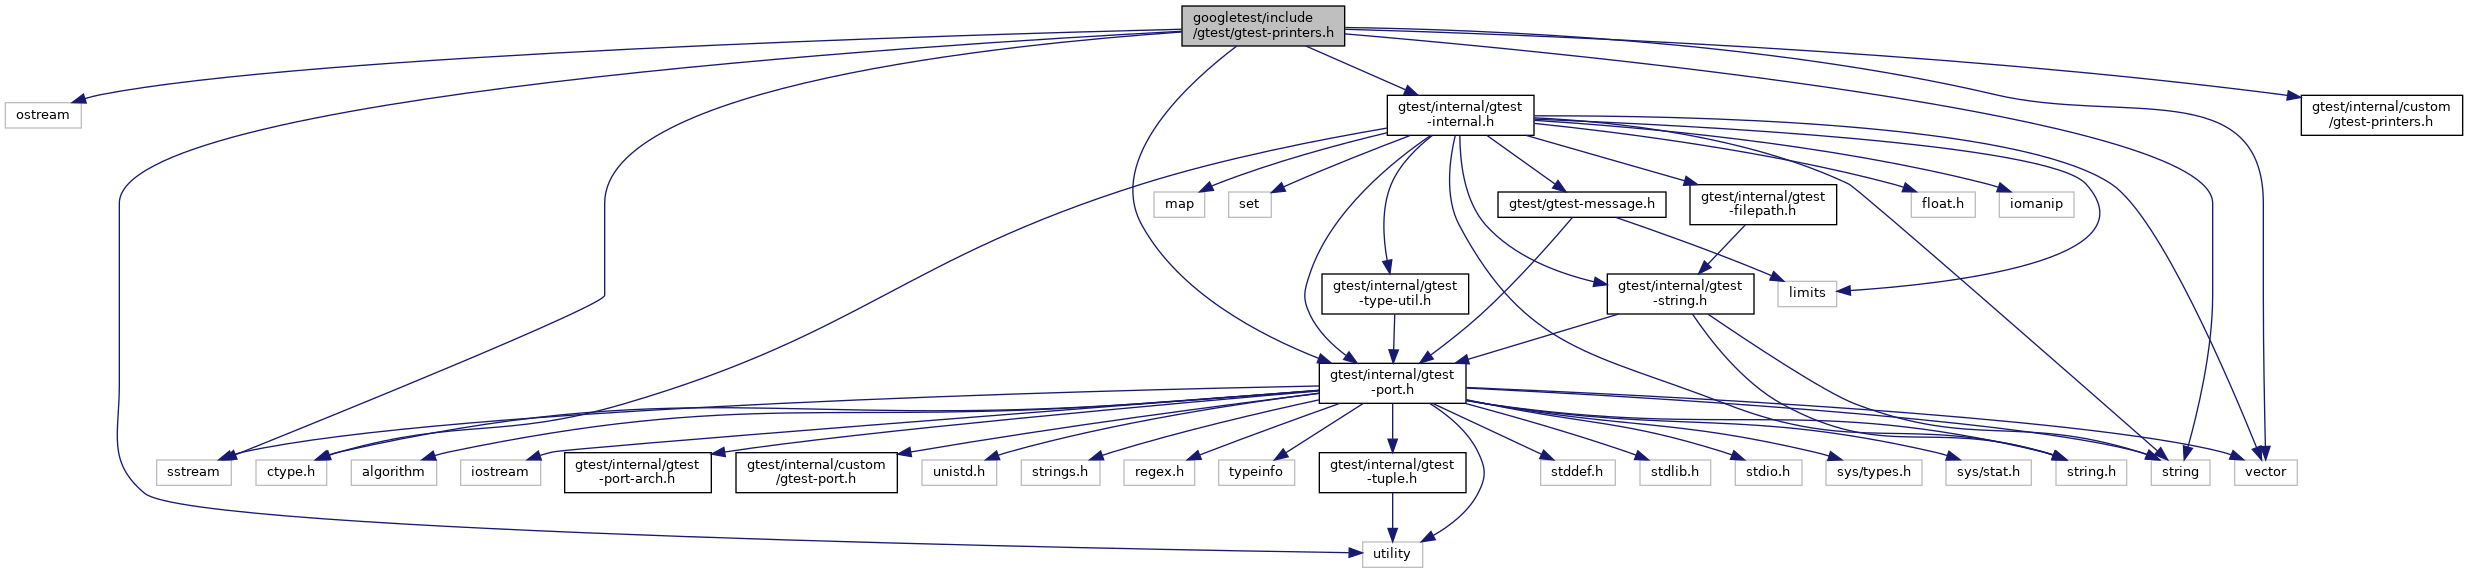 googletest/include
/gtest/gtest-printers.h
ostream
gtest/internal/gtest
-internal.h
gtest/internal/custom
/gtest-printers.h
map
set
gtest/gtest-message.h
gtest/internal/gtest
-filepath.h
float.h
iomanip
gtest/internal/gtest
-type-util.h
gtest/internal/gtest
-string.h
limits
gtest/internal/gtest
-port.h
sstream
ctype.h
algorithm
iostream
gtest/internal/gtest
-port-arch.h
gtest/internal/custom
/gtest-port.h
unistd.h
strings.h
regex.h
typeinfo
gtest/internal/gtest
-tuple.h
stddef.h
stdlib.h
stdio.h
sys/types.h
sys/stat.h
string.h
string
vector
utility